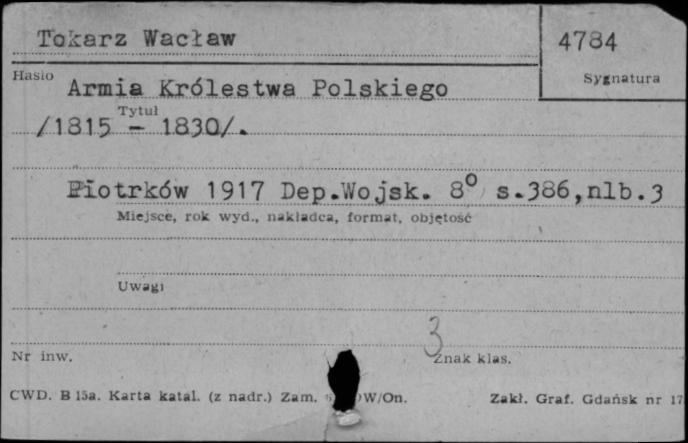 Tokarz Wacław
4784
Hasło
Sygnatura
Armia Królestwa Polskiego
Tytuł
/1815 - 1830/.
Piotrków 1917 Dep.Wojsk. 8° s.386,nlb.3
Miejsce, rok wyd., nakładca, format, objętość
Uwagi
3
Nr inw.
Znak klas.
CWD. B 15a. Karta katal. (z nadr.) Zam. W/On.
Zakł. Graf. Gdańsk nr 17